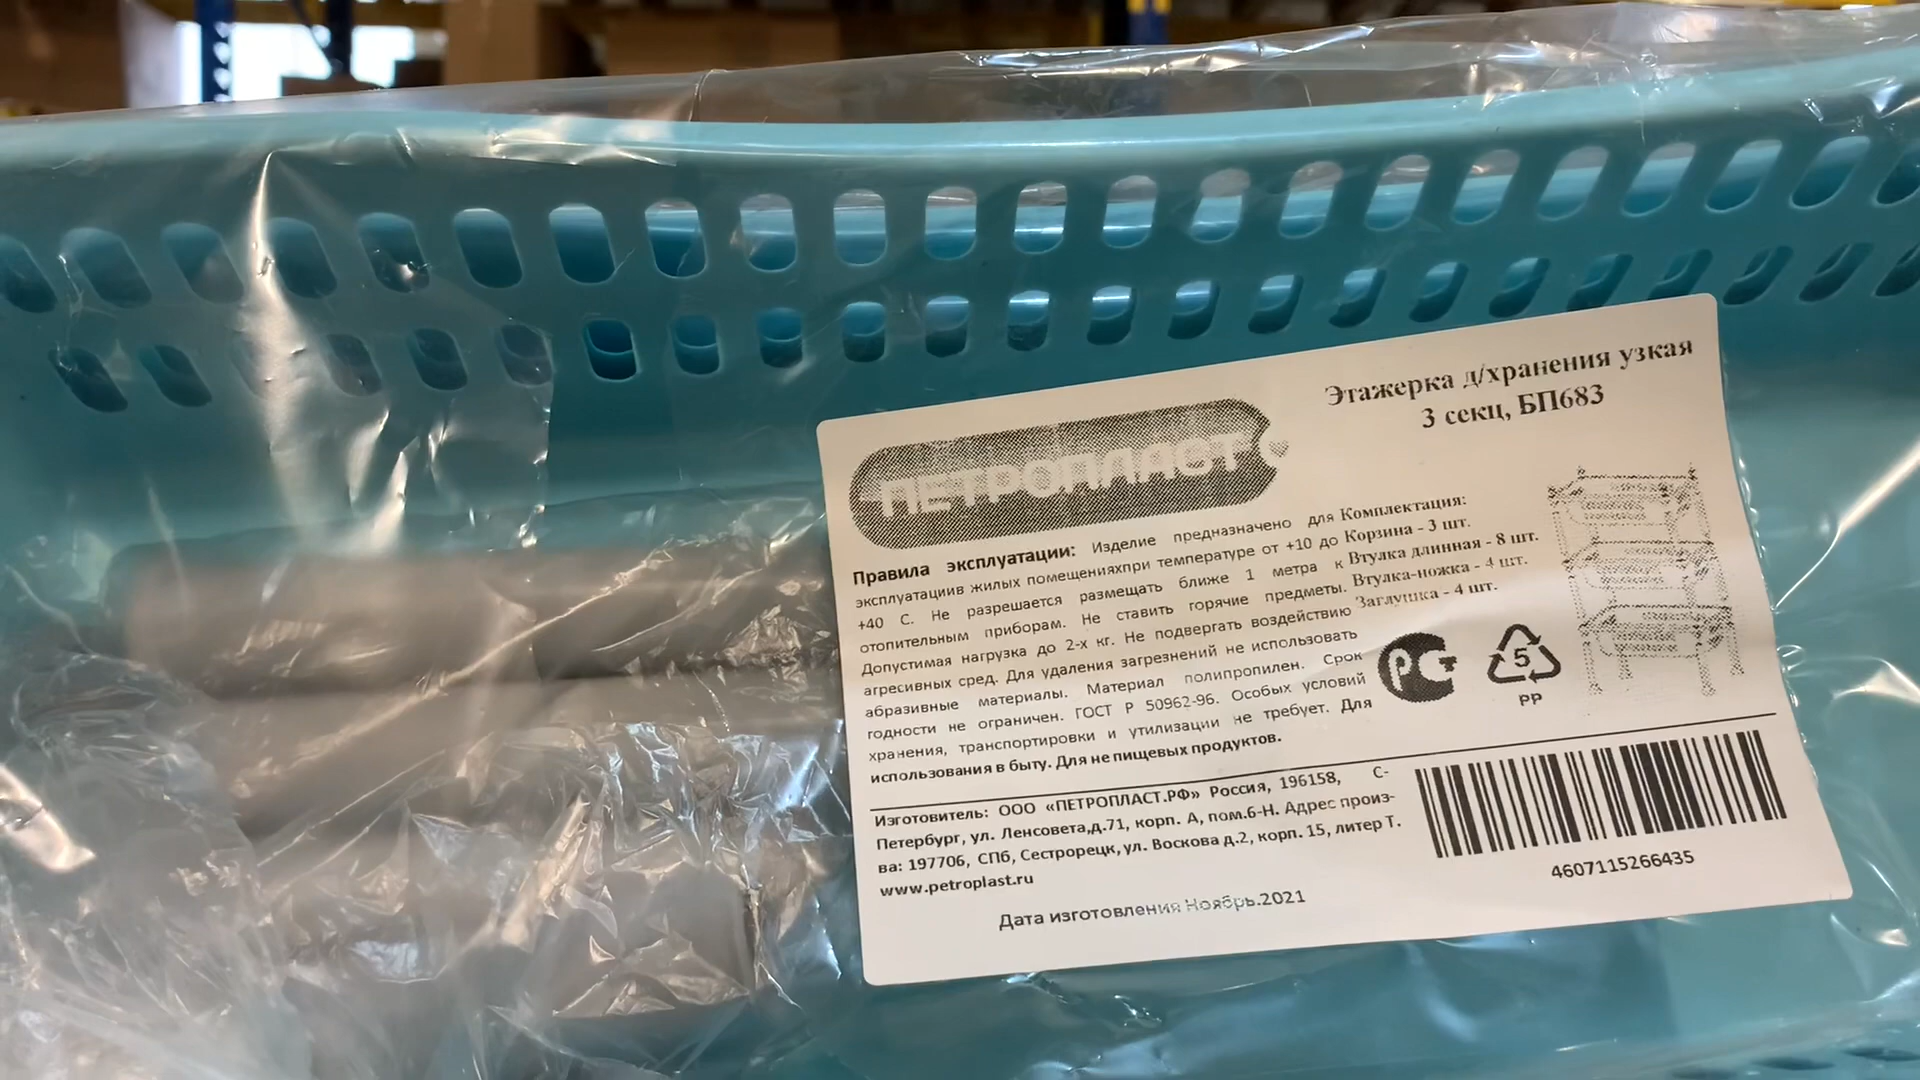 Этажерка д/хранения узкая
3 секц, БП683
ПЕТРОПЛАСТ
Правила эксплуатации: Изделие предназначено для
эксплуатациив жилых помещенияхпри температуре от +10 до
+40 С. Не разрешается размещать ближе 1 метра к
отопительным приборам. Не ставить горячие предметы.
Допустимая нагрузка до 2-х кг. Не подвергать воздействию
агресивных сред. Для удаления загрезнений не использовать
абразивные материалы. Материал полипропилен. Срок
годности не ограничен. ГОСТ Р 50962-96. Особых условий
хранения, транспортировки и утилизации не требует. Для
использования в быту. Для не пищевых продуктов.
Комплектация:
Корзина - 3 шт.
Втулка длинная - 8 шт.
Втулка-ножка - 4 шт.
Заглушка - 4 шт.
РСТ
5
PP
Изготовитель: ООО «ПЕТРОПЛАСТ.РФ» Россия, 196158, С-
Петербург, ул. Ленсовета,д.71, корп. А, пом.6-Н. Адрес произ-
ва: 197706, СПб, Сестрорецк, ул. Воскова д.2, корп. 15, литер Т.
www.petroplast.ru
Дата изготовления Ноябрь.2021
4607115266435